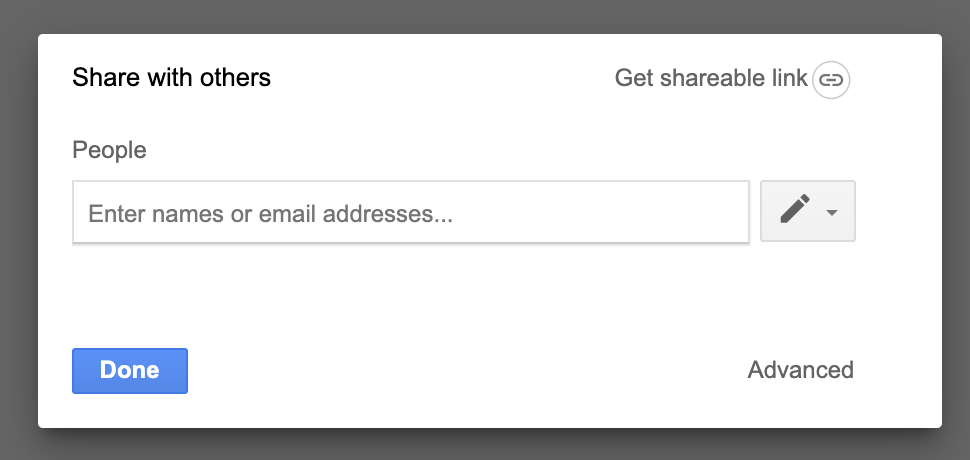 Share with others
Get shareable link
People
Enter names or email addresses...
Done
Advanced